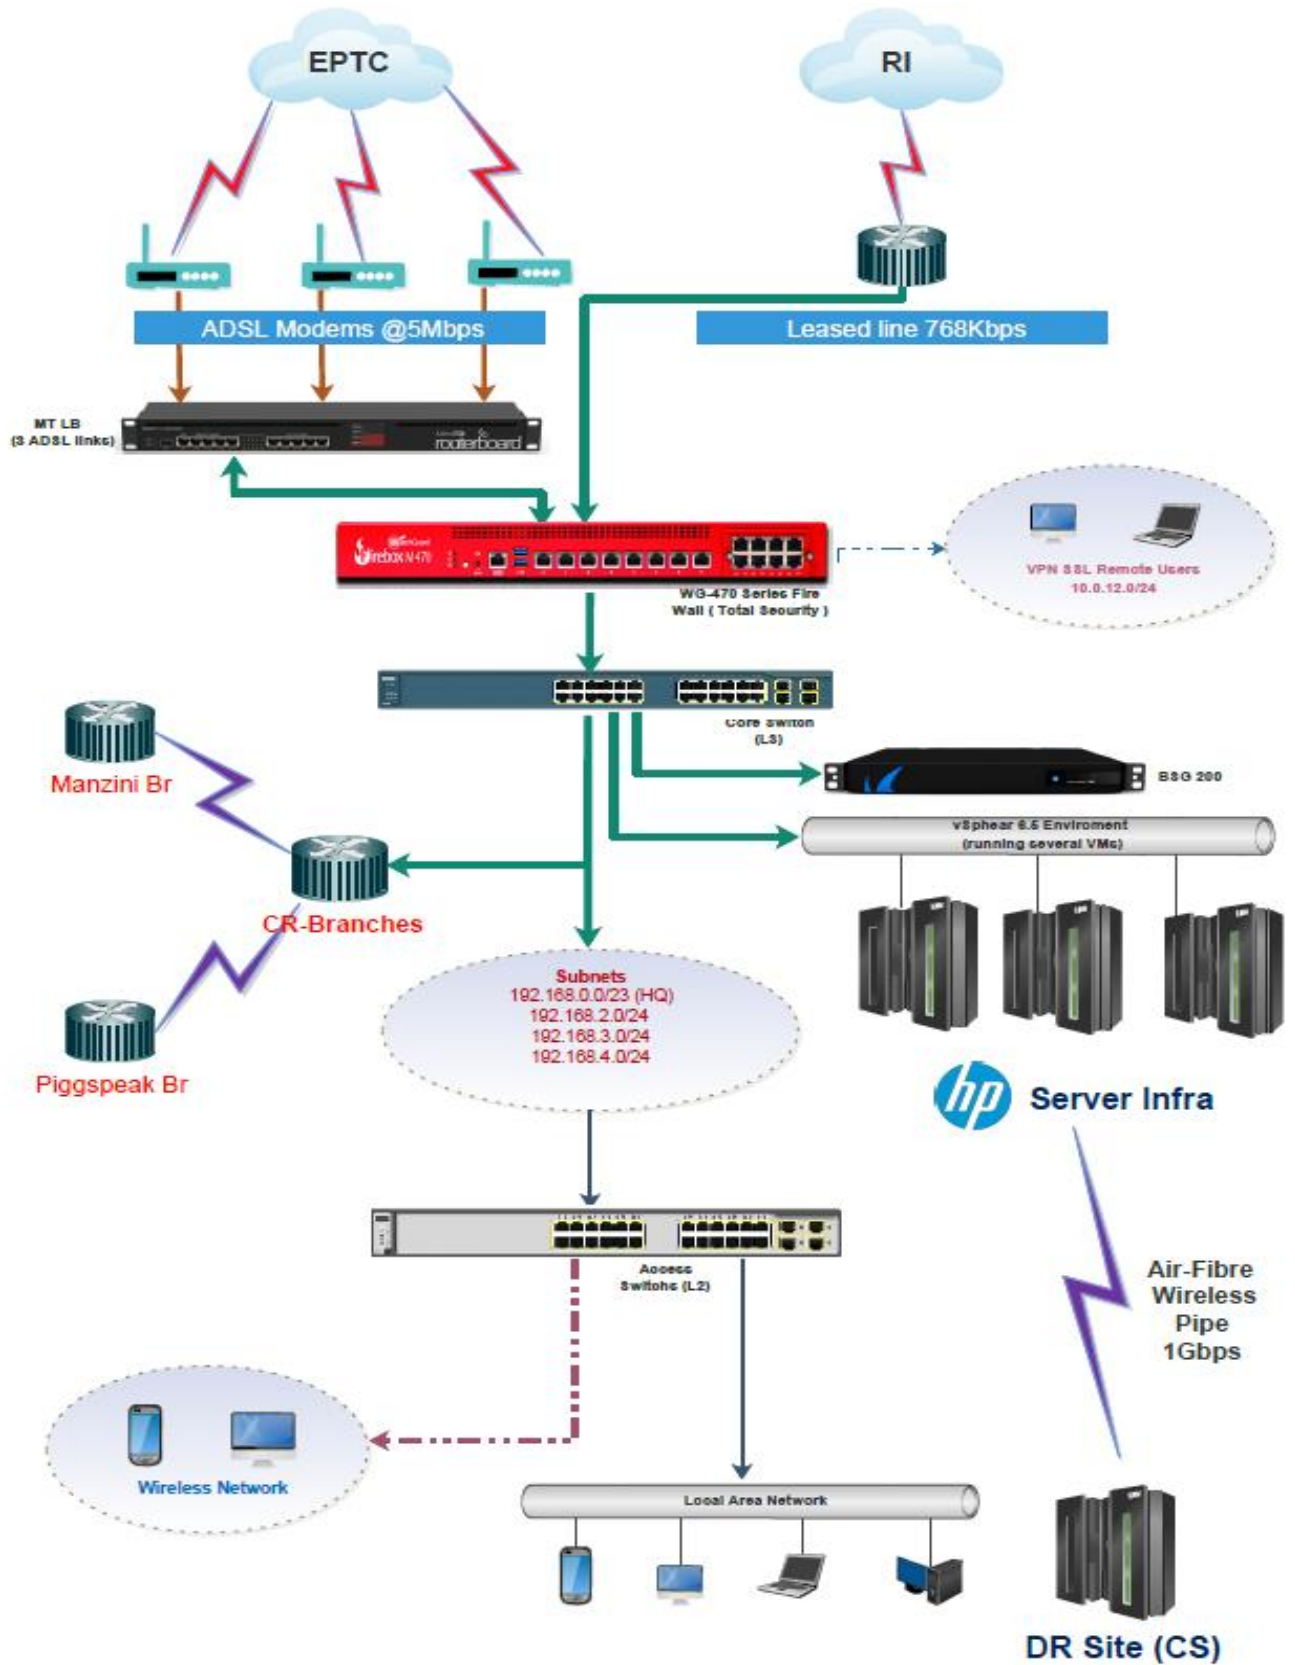 EPTC
RI
ADSL Modems @5Mbps
Leased line 768Kbps
MT LB
(3 ADSL links)
routerboard
WatchGuard
Firebox M470
VPN SSL Remote Users
10.0.12.0/24
WG-470 Series Fire
Wall ( Total Security )
Core Switch
(L3)
Manzini Br
BSG 200
vSphear 6.5 Enviroment
(running several VMs)
CR-Branches
Subnets
192.168.0.0/23 (HQ)
192.168.2.0/24
192.168.3.0/24
192.168.4.0/24
Piggspeak Br
hp
Server Infra
Access
Switchs (L2)
Air-Fibre
Wireless
Pipe
1Gbps
Wireless Network
Local Area Network
DR Site (CS)